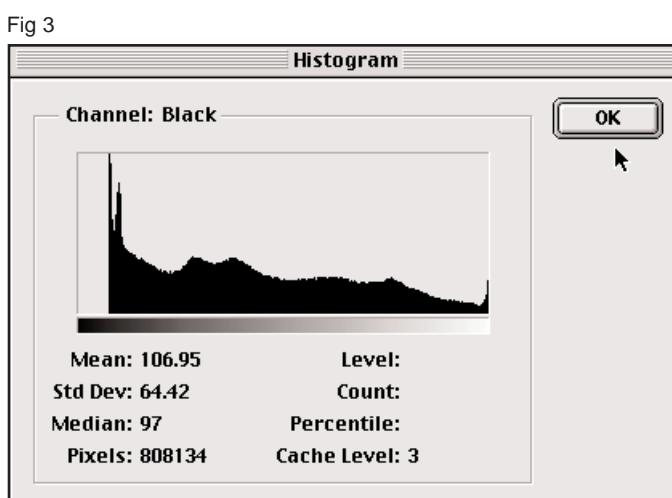 Fig 3
Histogram
Channel: Black
OK
Mean: 106.95
Level:
Std Dev: 64.42
Count:
Median: 97
Percentile:
Pixels: 808134
Cache Level: 3